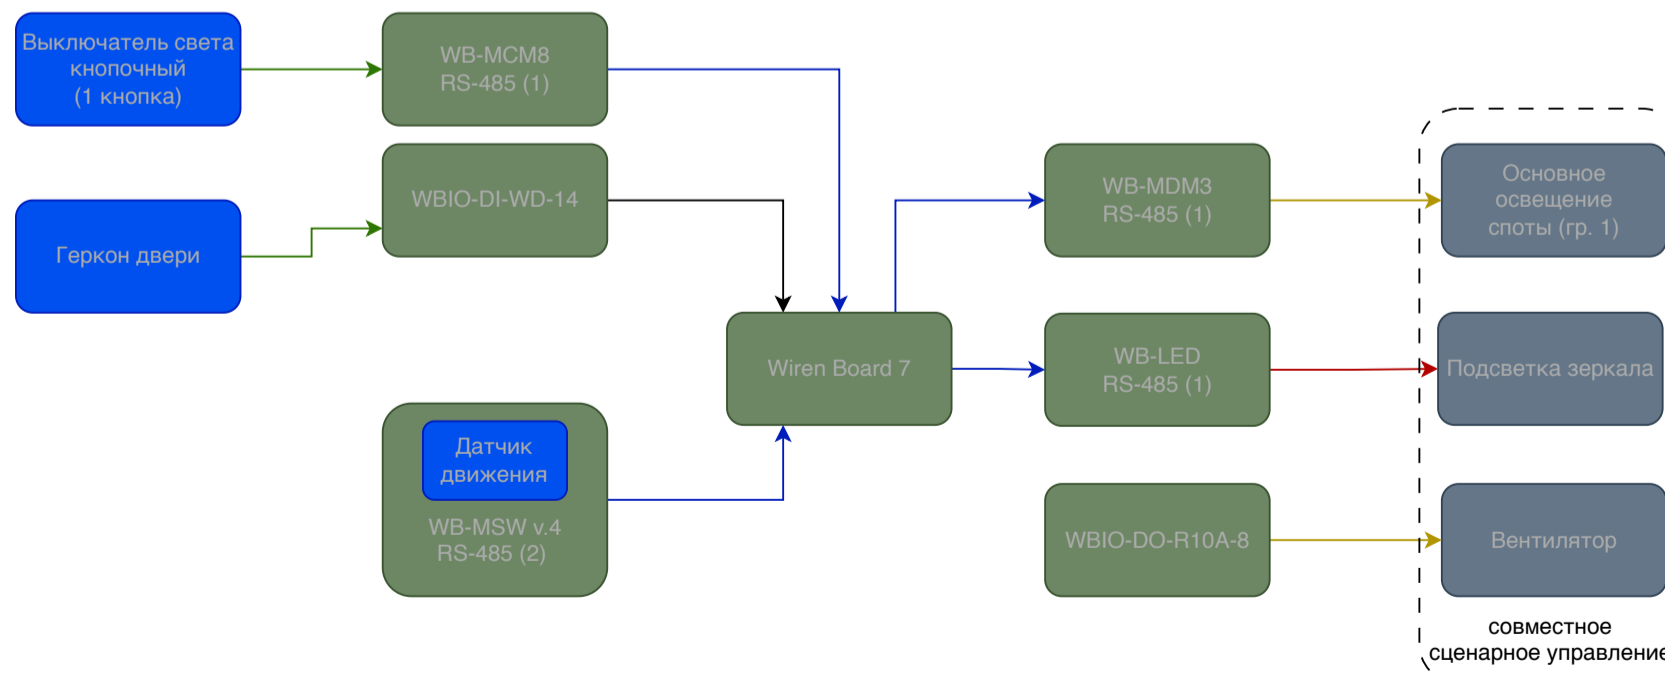 Выключатель света
кнопочный
(1 кнопка)
WB-MCM8
RS-485 (1)
WBIO-DI-WD-14
Геркон двери
Датчик
движения
WB-MSW v.4
RS-485 (2)
Wiren Board 7
WB-MDM3
RS-485 (1)
WB-LED
RS-485 (1)
WBIO-DO-R10A-8
Основное
освещение
споты (гр. 1)
Подсветка зеркала
Вентилятор
совместное
сценарное управление